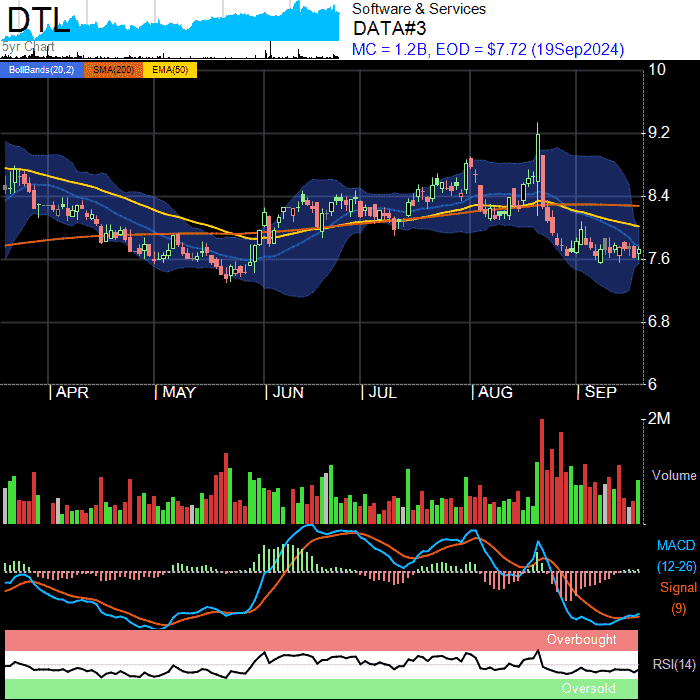 DTL
5yr Chart
Software & Services
DATA#3
MC = 1.2B, EOD = $7.72 (19Sep2024)
BollBands(20,2) SMA(200) EMA(50)
10
9.2
8.4
7.6
6.8
6
APR MAY JUN JUL AUG SEP
2M
Volume
MACD
(12-26)
Signal
(9)
Overbought
RSI(14)
Oversold